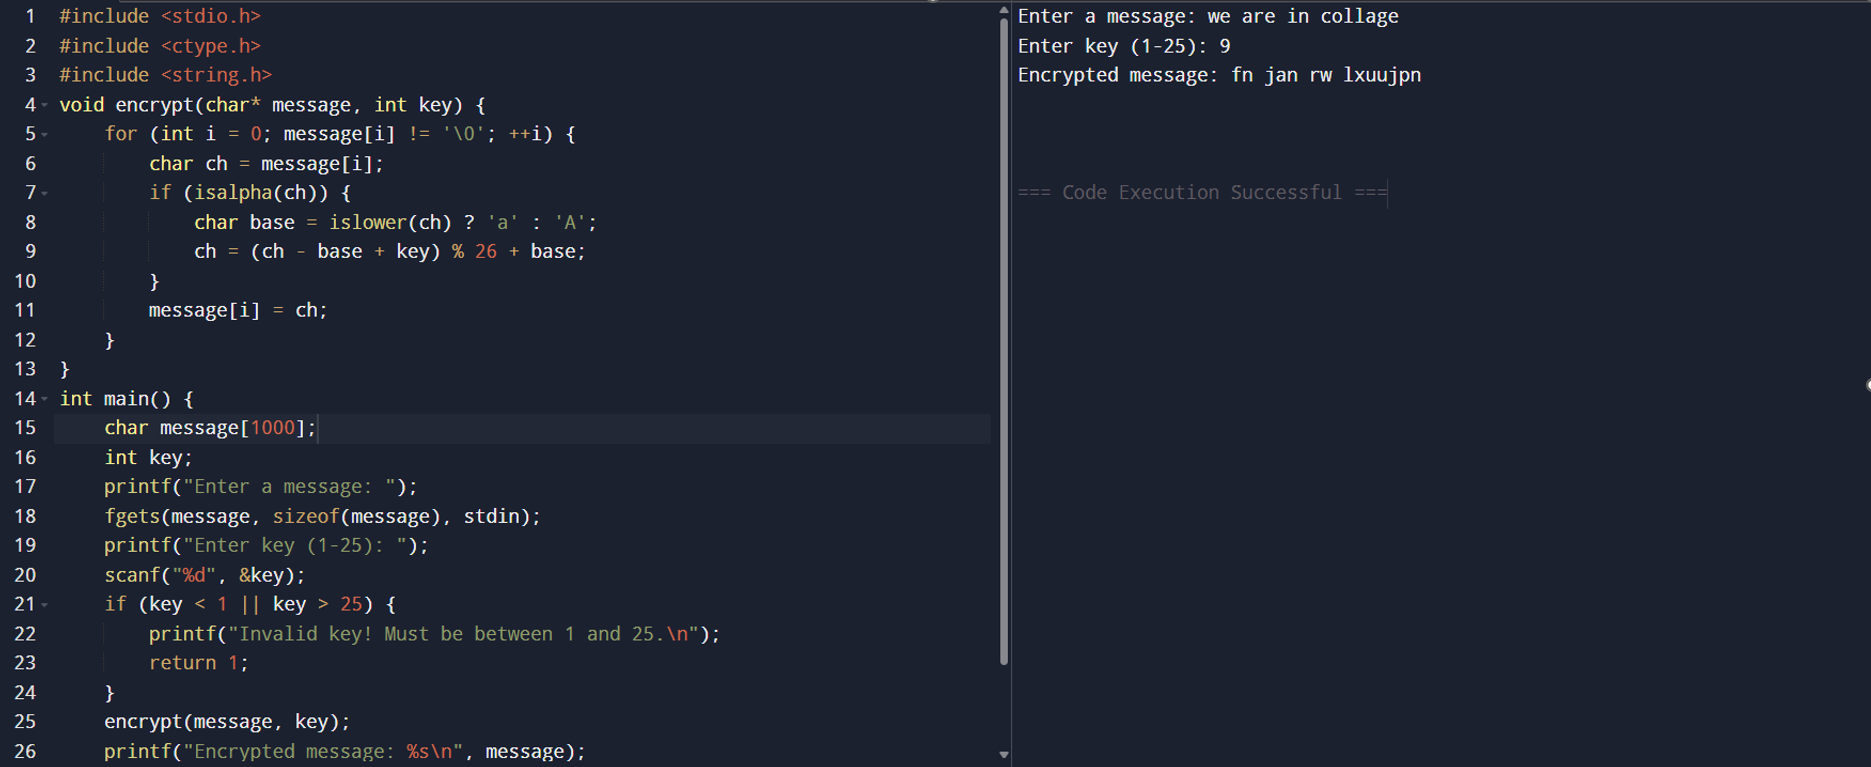 1 #include <stdio.h>
2 #include <ctype.h>
3 #include <string.h>
4 void encrypt(char* message, int key) {
5     for (int i = 0; message[i] != '\0'; ++i) {
6         char ch = message[i];
7         if (isalpha(ch)) {
8             char base = islower(ch) ? 'a' : 'A';
9             ch = (ch - base + key) % 26 + base;
10         }
11         message[i] = ch;
12     }
13 }
14 int main() {
15     char message[1000];
16     int key;
17     printf("Enter a message: ");
18     fgets(message, sizeof(message), stdin);
19     printf("Enter key (1-25): ");
20     scanf("%d", &key);
21     if (key < 1 || key > 25) {
22         printf("Invalid key! Must be between 1 and 25.\n");
23         return 1;
24     }
25     encrypt(message, key);
26     printf("Encrypted message: %s\n", message);
Enter a message: we are in collage
Enter key (1-25): 9
Encrypted message: fn jan rw lxuujpn
=== Code Execution Successful ===